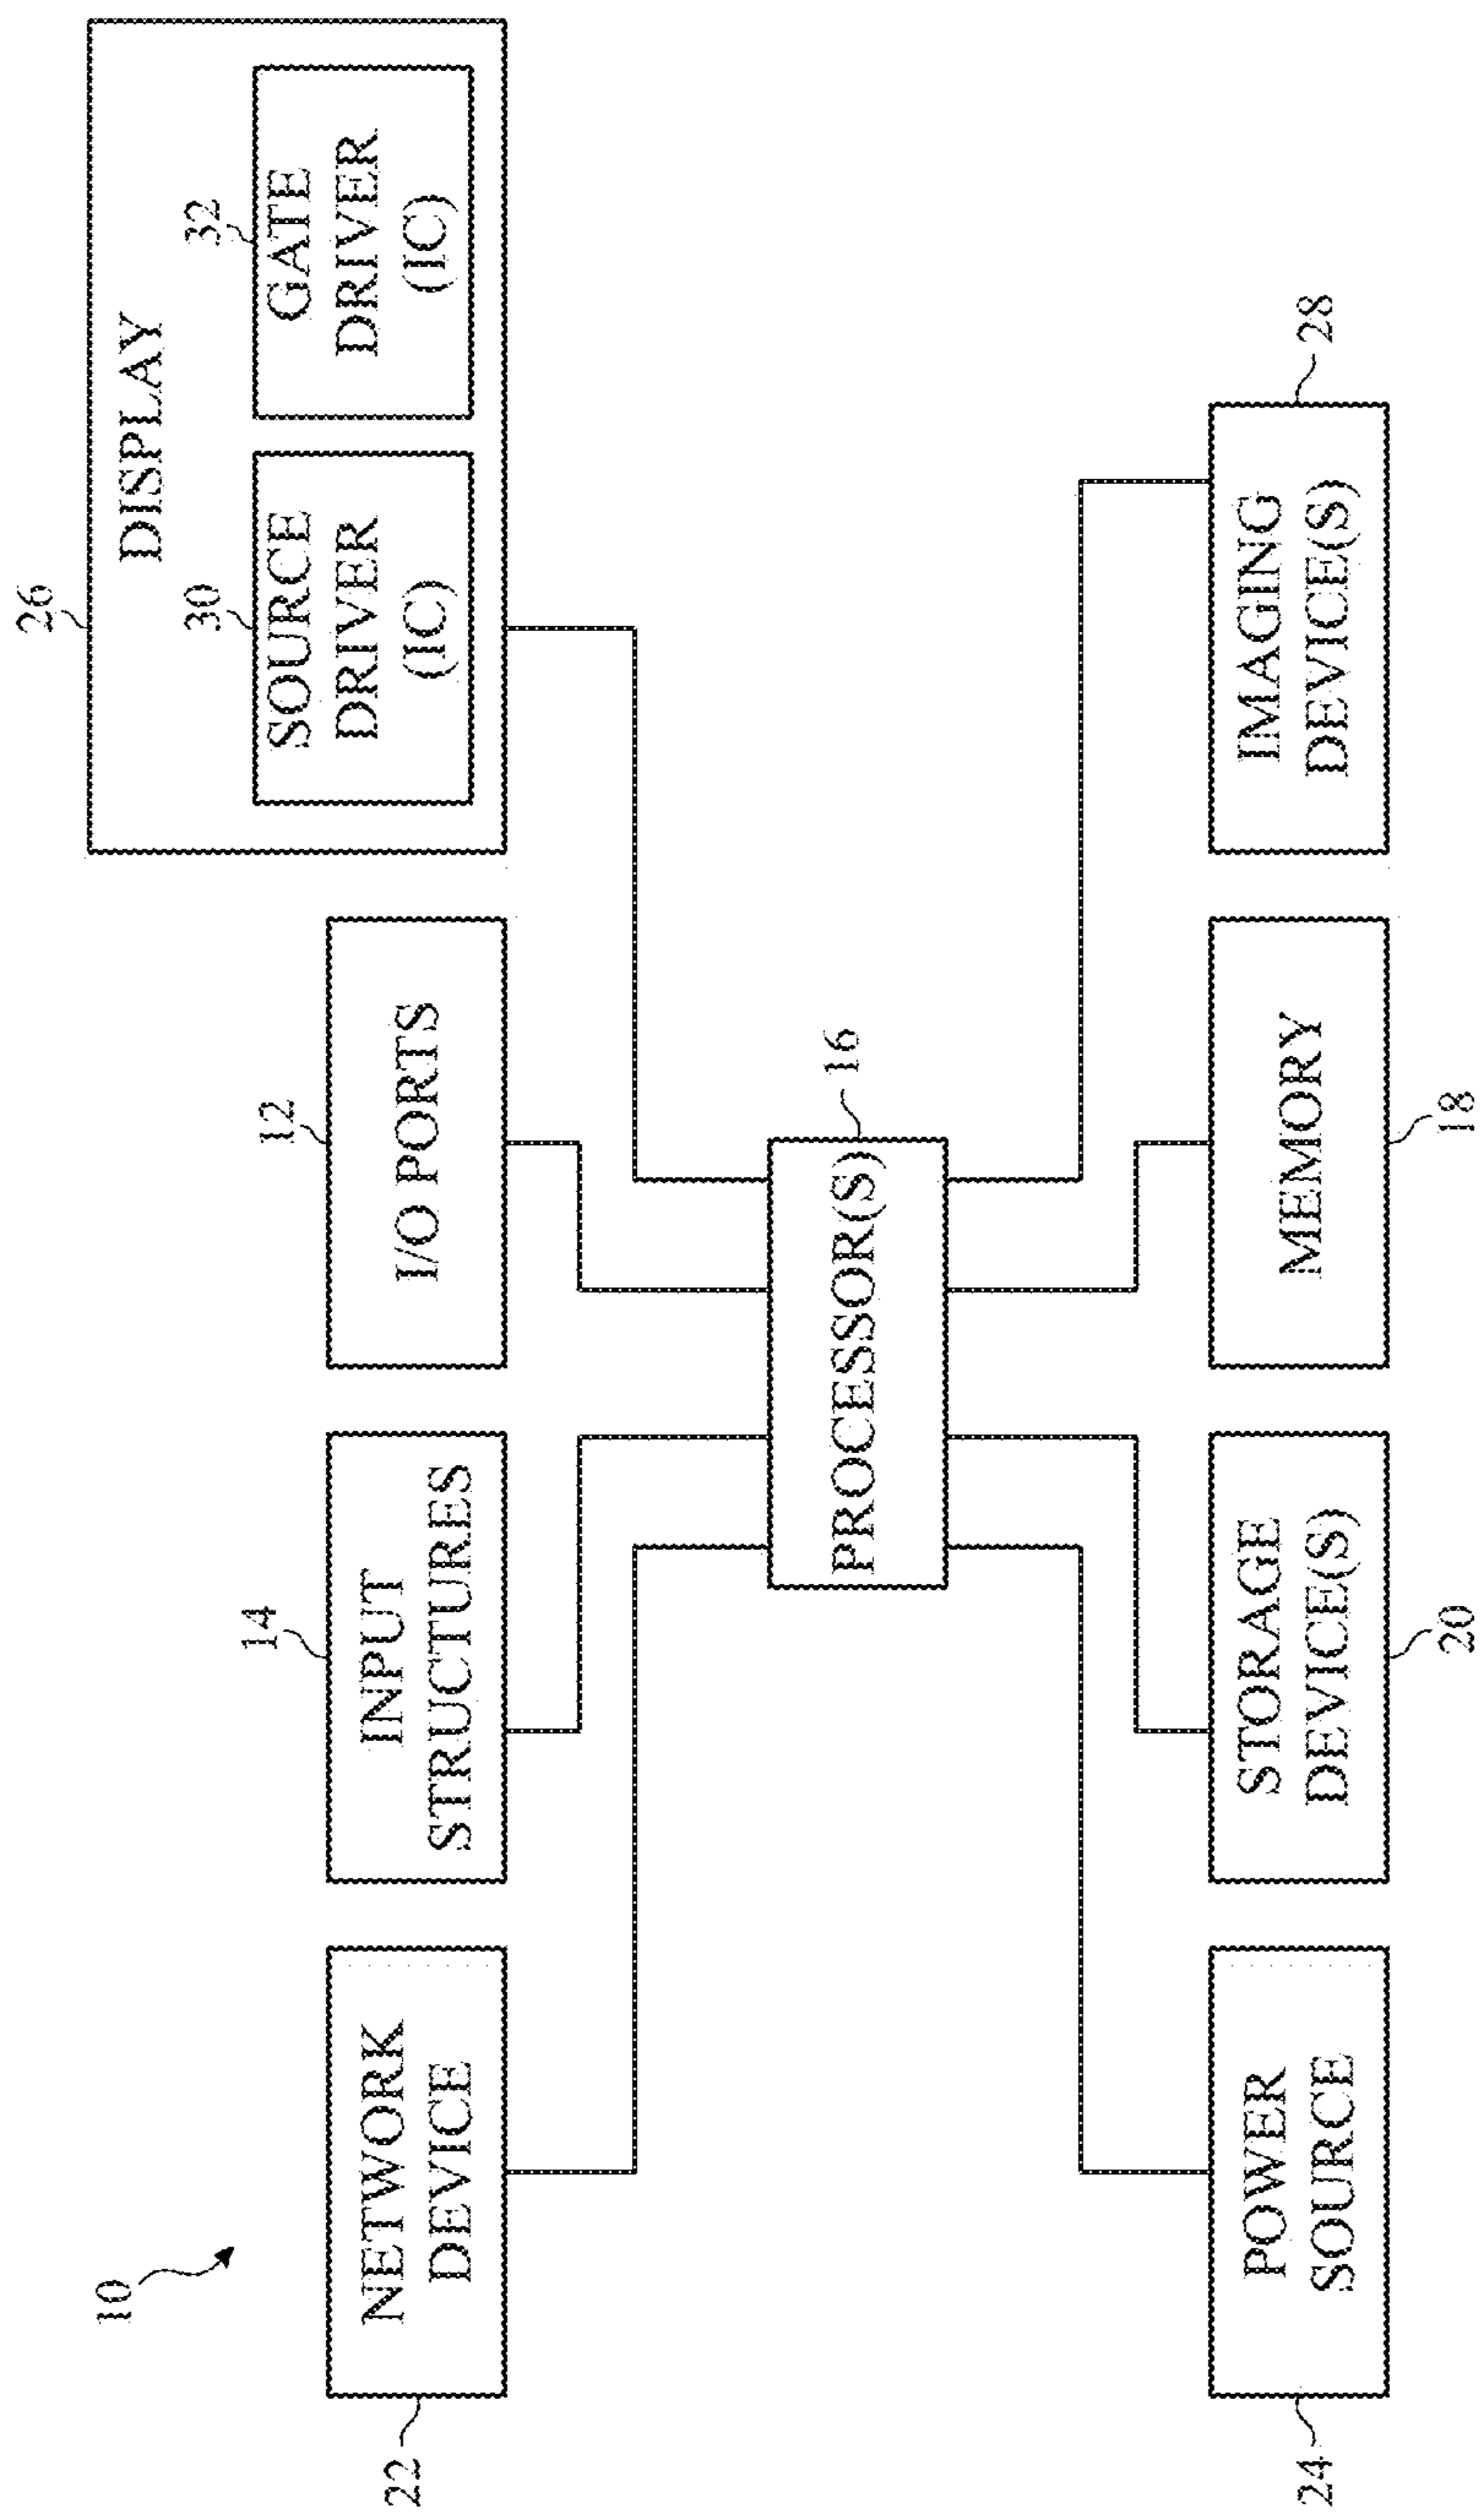 10
22
NETWORK
DEVICE
14
INPUT
STRUCTURES
12
I/O PORTS
26
DISPLAY
30
SOURCE
DRIVER
(IC)
32
GATE
DRIVER
(IC)
PROCESSOR(S)
16
24
POWER
SOURCE
STORAGE
DEVICE(S)
20
MEMORY
18
IMAGING
DEVICE(S)
28